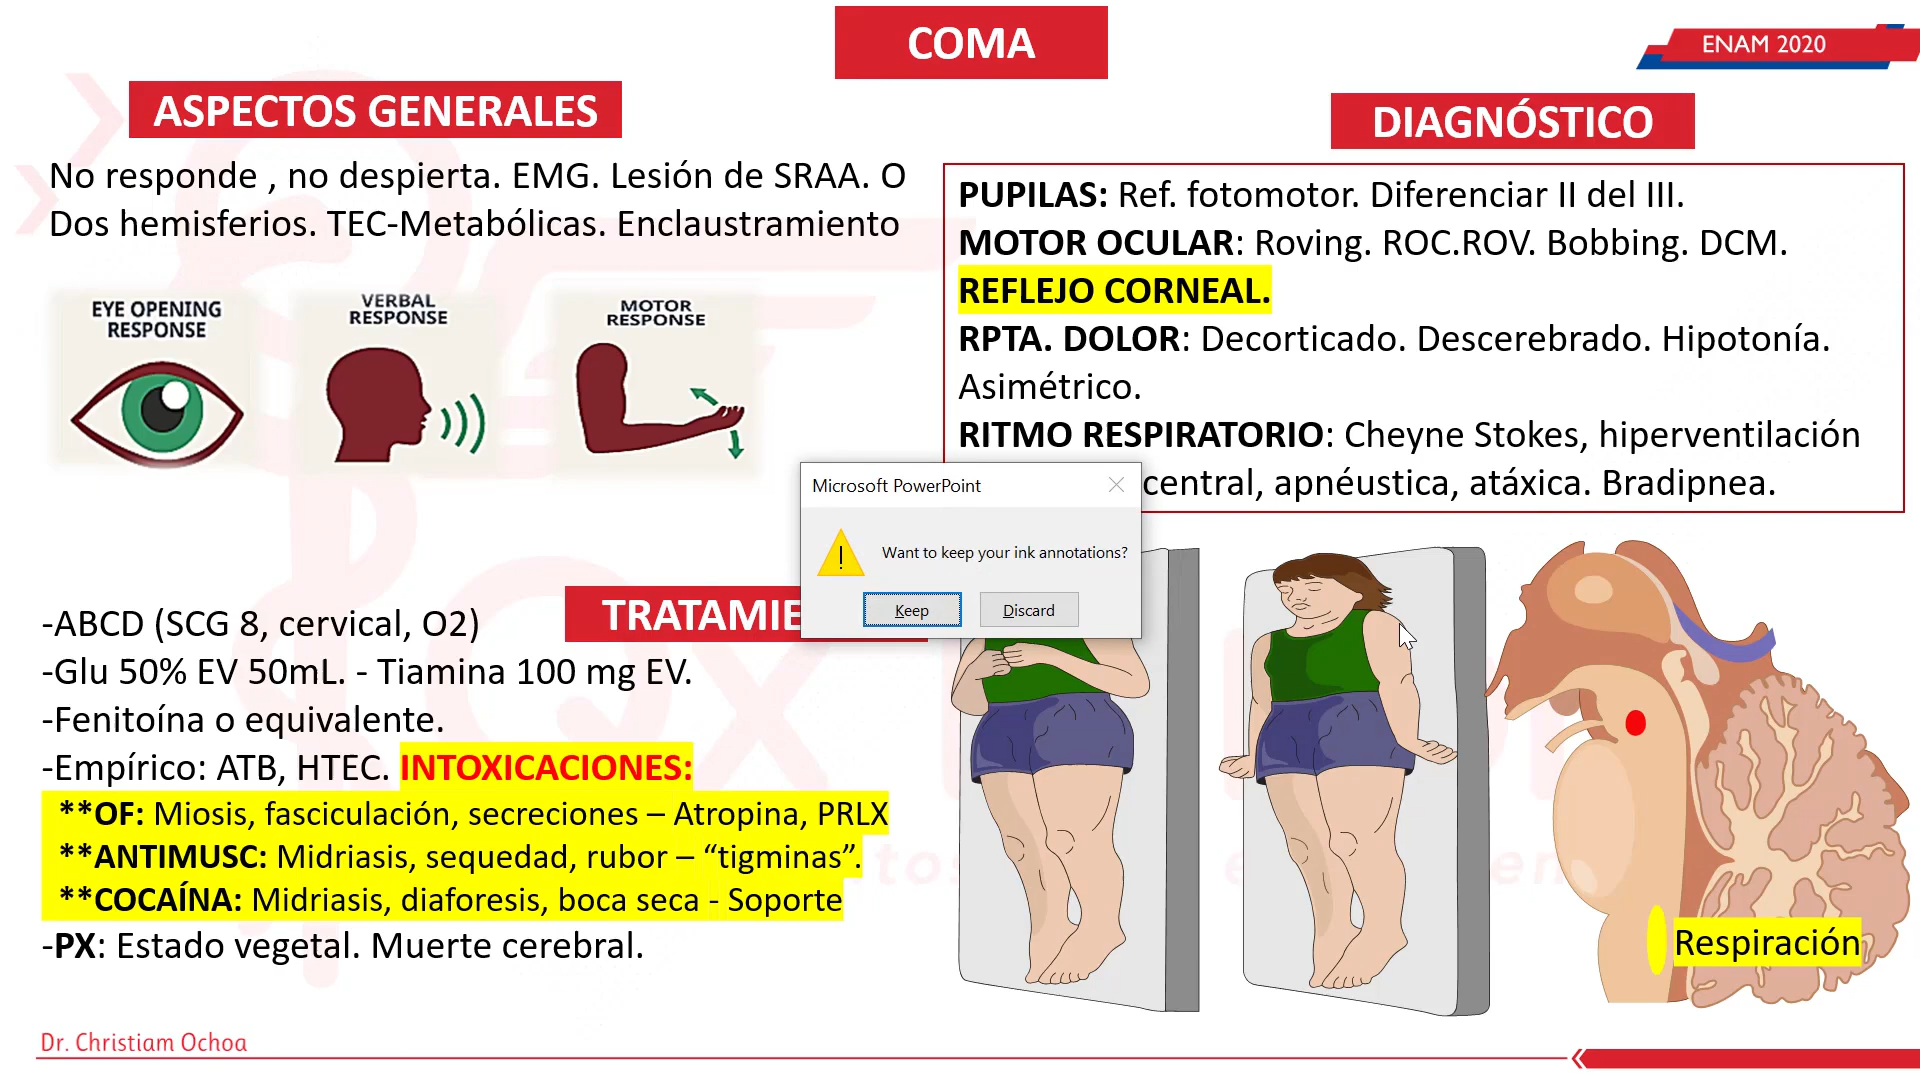 COMA
ENAM 2020
ASPECTOS GENERALES
No responde , no despierta. EMG. Lesión de SRAA. O
Dos hemisferios. TEC-Metabólicas. Enclaustramiento
EYE OPENING
RESPONSE
VERBAL
RESPONSE
MOTOR
RESPONSE
DIAGNÓSTICO
PUPILAS: Ref. fotomotor. Diferenciar II del III.
MOTOR OCULAR: Roving. ROC.ROV. Bobbing. DCM.
REFLEJO CORNEAL.
RPTA. DOLOR: Decorticado. Descerebrado. Hipotonía.
Asimétrico.
RITMO RESPIRATORIO: Cheyne Stokes, hiperventilación
central, apnéustica, atáxica. Bradipnea.
Microsoft PowerPoint
Want to keep your ink annotations?
Keep
Discard
TRATAMIE
-ABCD (SCG 8, cervical, O2)
-Glu 50% EV 50mL. - Tiamina 100 mg EV.
-Fenitoína o equivalente.
-Empírico: ATB, HTEC. INTOXICACIONES:
**OF: Miosis, fasciculación, secreciones – Atropina, PRLX
**ANTIMUSC: Midriasis, sequedad, rubor – “tigminas”.
**COCAÍNA: Midriasis, diaforesis, boca seca - Soporte
-PX: Estado vegetal. Muerte cerebral.
Respiración
Dr. Christiam Ochoa